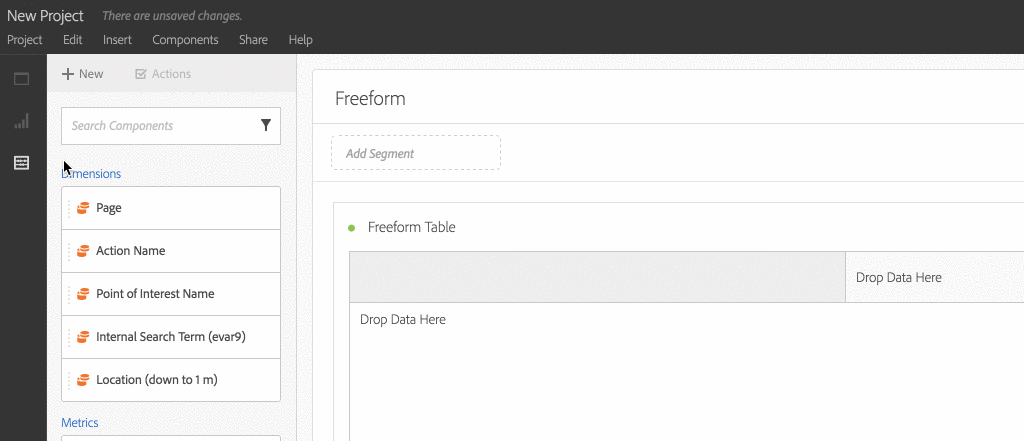 New Project There are unsaved changes.
Project Edit Insert Components Share Help
New Actions
Search Components
Dimensions
Page
Action Name
Point of Interest Name
Internal Search Term (evar9)
Location (down to 1 m)
Metrics
Freeform
Add Segment
Freeform Table
Drop Data Here
Drop Data Here